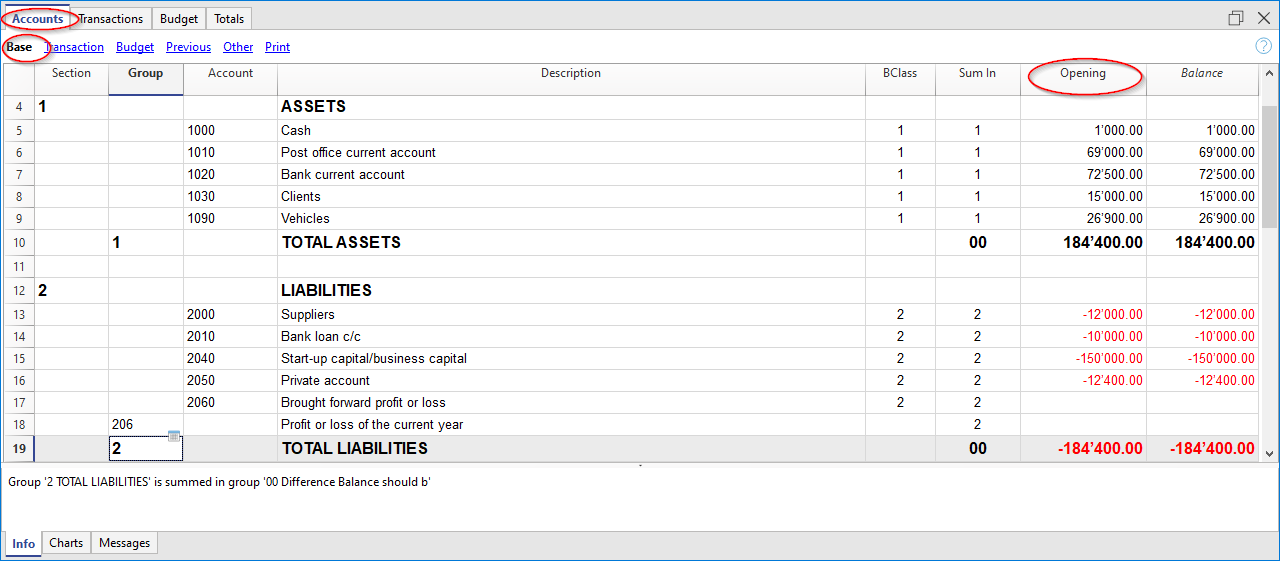 Accounts Transactions Budget Totals
Base Transaction Budget Previous Other Print ?
Section Group Account Description BClass Sum In Opening Balance
4 1 ASSETS
5 1000 Cash 1 1 1'000.00 1'000.00
6 1010 Post office current account 1 1 69'000.00 69'000.00
7 1020 Bank current account 1 1 72'500.00 72'500.00
8 1030 Clients 1 1 15'000.00 15'000.00
9 1090 Vehicles 1 1 26'900.00 26'900.00
10 1 TOTAL ASSETS 00 184'400.00 184'400.00
11
12 2 LIABILITIES
13 2000 Suppliers 2 2 -12'000.00 -12'000.00
14 2010 Bank loan c/c 2 2 -10'000.00 -10'000.00
15 2040 Start-up capital/business capital 2 2 -150'000.00 -150'000.00
16 2050 Private account 2 2 -12'400.00 -12'400.00
17 2060 Brought forward profit or loss 2 2
18 206 Profit or loss of the current year 2
19 2 TOTAL LIABILITIES 00 -184'400.00 -184'400.00
Group '2 TOTAL LIABILITIES' is summed in group '00 Difference Balance should b'
Info Charts Messages